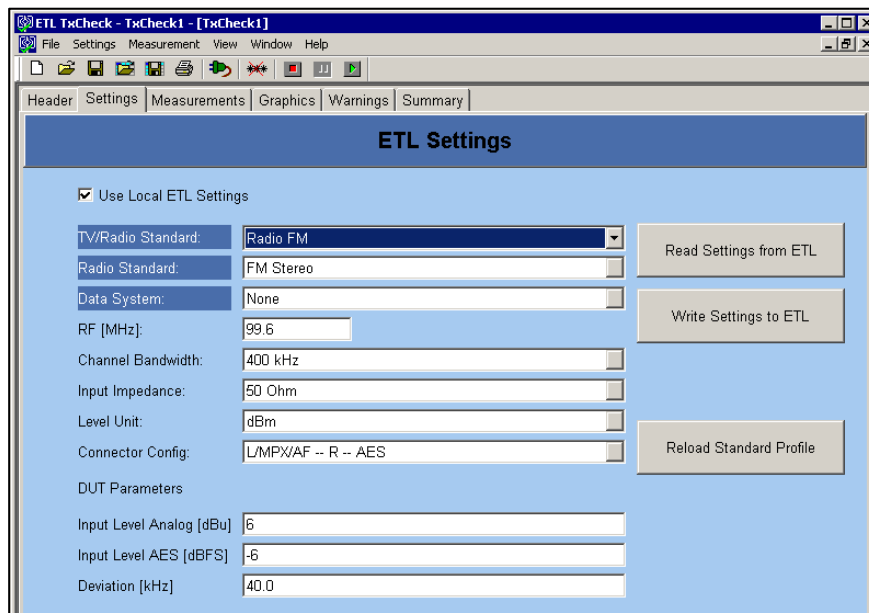 ETL TxCheck - TxCheck1 - [TxCheck1]
File Settings Measurement View Window Help
Header Settings Measurements Graphics Warnings Summary
ETL Settings
Use Local ETL Settings
TV/Radio Standard: Radio FM
Read Settings from ETL
Radio Standard: FM Stereo
Data System: None
Write Settings to ETL
RF [MHz]: 99.6
Channel Bandwidth: 400 kHz
Input Impedance: 50 Ohm
Level Unit: dBm
Connector Config: L/MPX/AF -- R -- AES
Reload Standard Profile
DUT Parameters
Input Level Analog [dBu] 6
Input Level AES [dBFS] -6
Deviation [kHz] 40.0